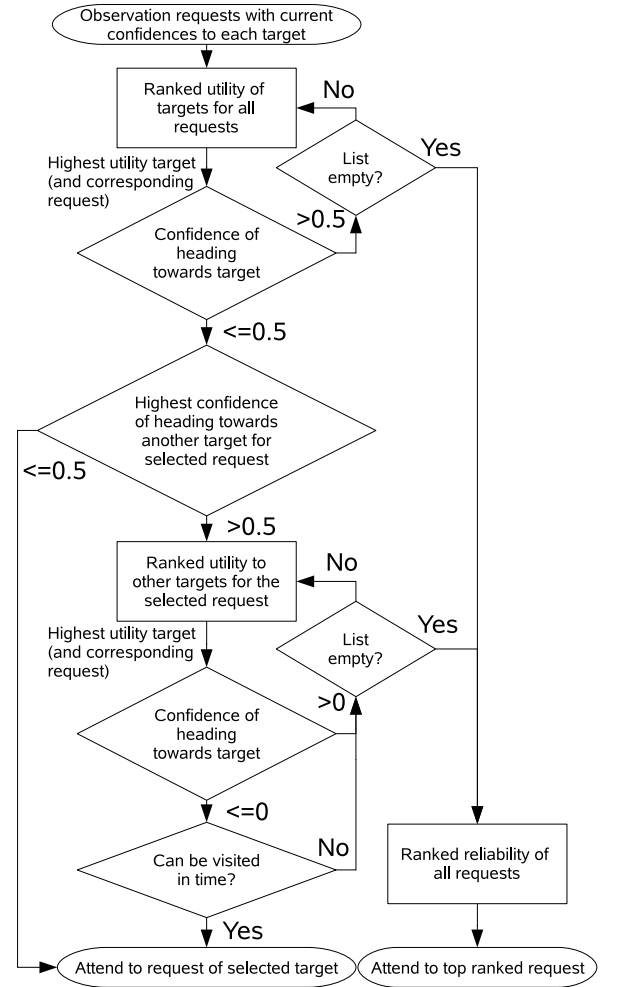 Observation requests with current
confidences to each target
Ranked utility of
targets for all
requests
No
List
empty?
Yes
Highest utility target
(and corresponding
request)
>0.5
Confidence of
heading
towards target
<=0.5
Highest confidence
of heading towards
another target for
selected request
<=0.5
>0.5
Ranked utility to
other targets for the
selected request
No
List
empty?
Yes
Highest utility target
(and corresponding
request)
>0
Confidence of
heading
towards target
<=0
Can be visited
in time?
No
Ranked reliability of
all requests
Yes
Attend to request of selected target
Attend to top ranked request